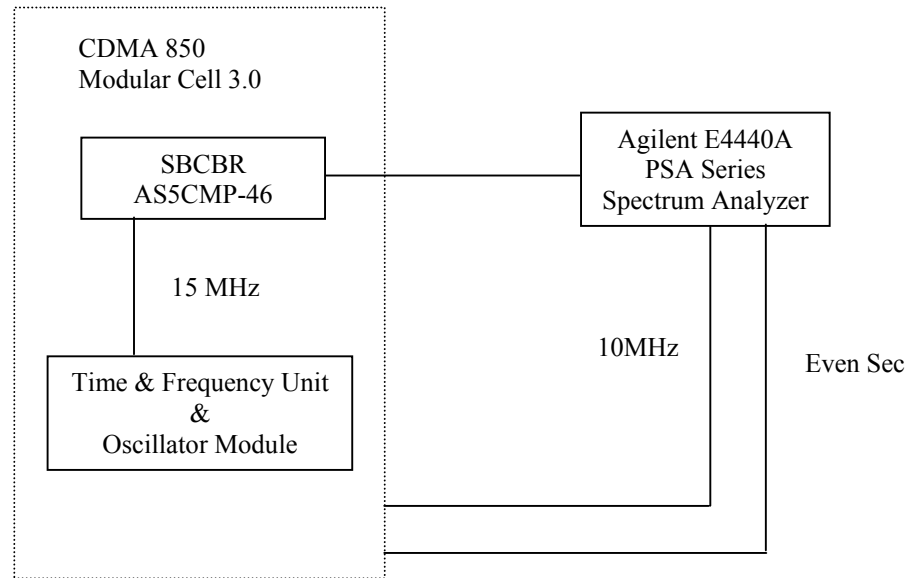 CDMA 850
Modular Cell 3.0
SBCBR
AS5CMP-46
Agilent E4440A
PSA Series
Spectrum Analyzer
15 MHz
10MHz
Even Sec
Time & Frequency Unit
&
Oscillator Module